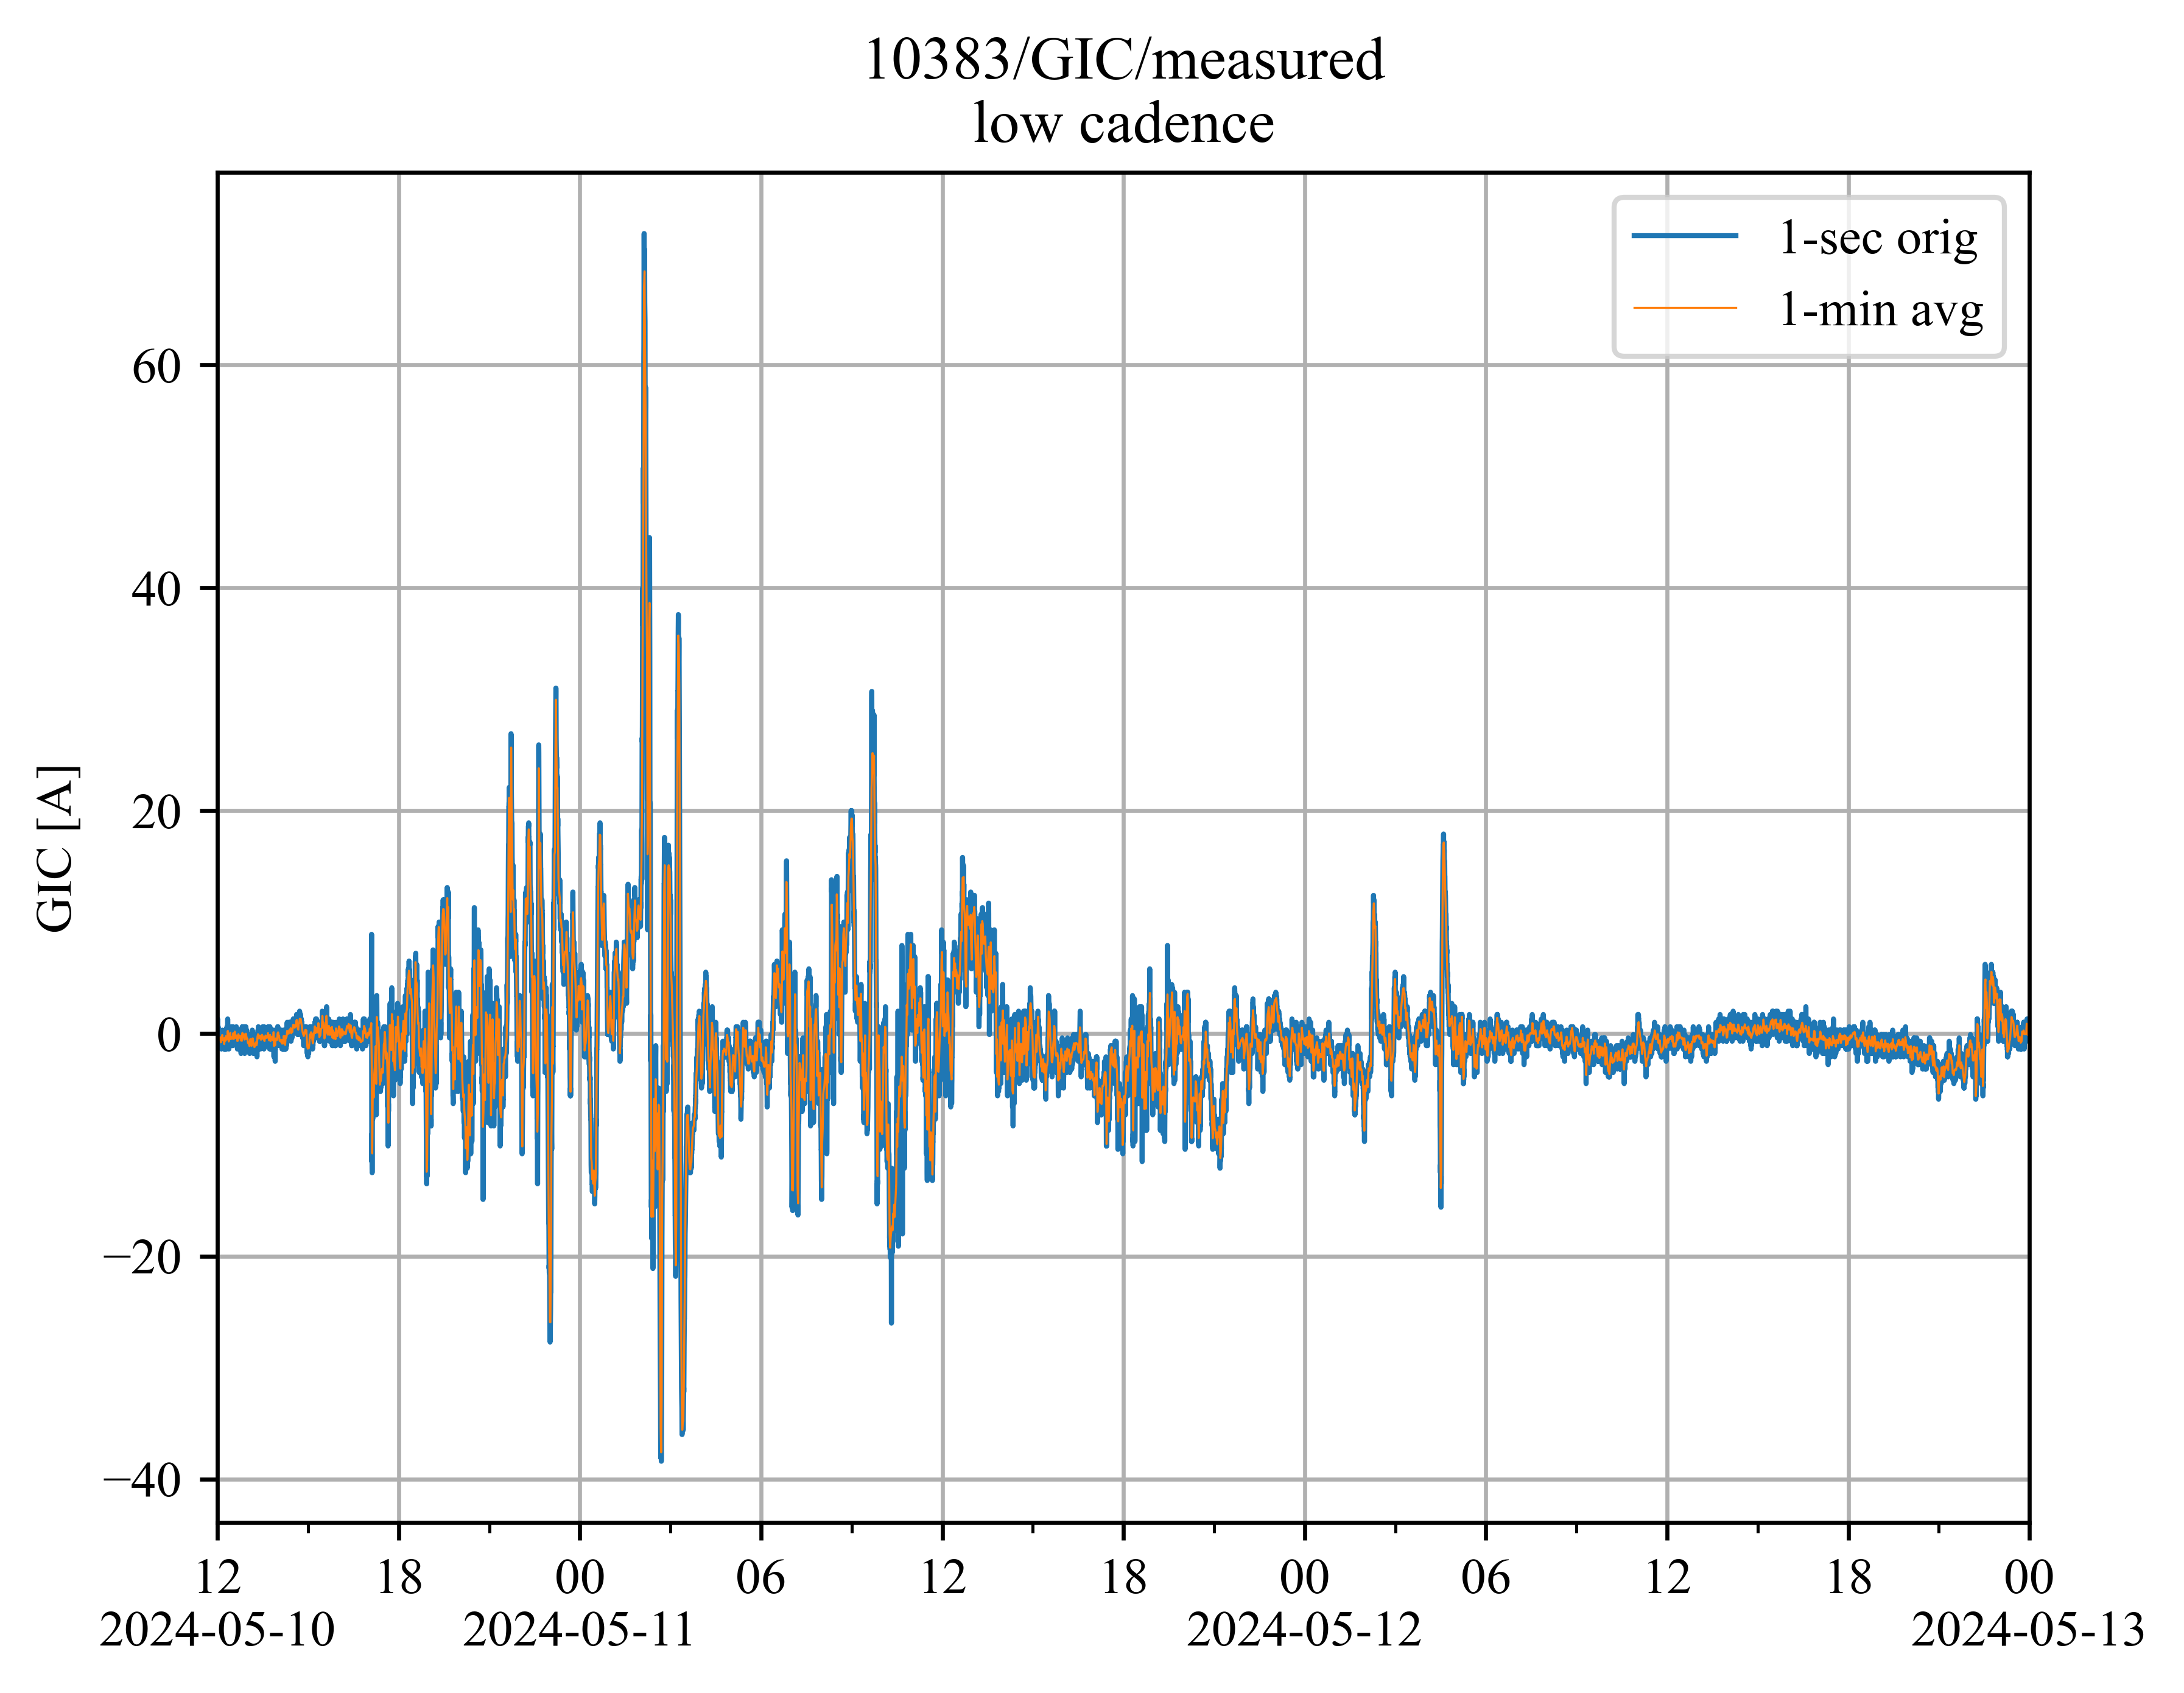 10383/GIC/measured
low cadence
1-sec orig
1-min avg
GIC [A]
60
40
20
0
−20
−40
12 18 00 06 12 18 00 06 12 18 00
2024-05-10 2024-05-11 2024-05-12 2024-05-13